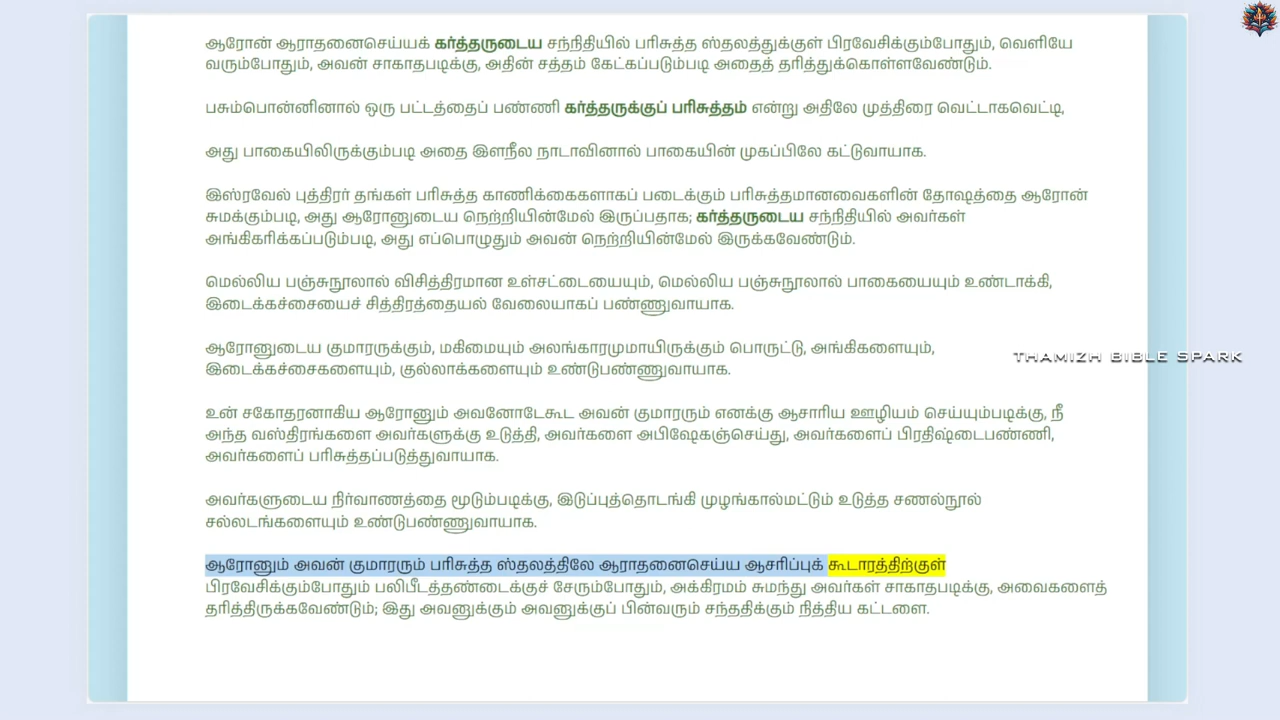 ஆரோன் ஆராதனைசெய்யக் கர்த்தருடைய சந்நிதியில் பரிசுத்த ஸ்தலத்துக்குள் பிரவேசிக்கும்போதும், வெளியே
வரும்போதும், அவன் சாகாதபடிக்கு, அதின் சத்தம் கேட்கப்படும்படி அதைத் தரித்துக்கொள்ளவேண்டும்.
பசும்பொன்னினால் ஒரு பட்டத்தைப் பண்ணி கர்த்தருக்குப் பரிசுத்தம் என்று அதிலே முத்திரை வெட்டாகவெட்டி,
அது பாகையிலிருக்கும்படி அதை இளநீல நாடாவினால் பாகையின் முகப்பிலே கட்டுவாயாக.
இஸ்ரவேல் புத்திரர் தங்கள் பரிசுத்த காணிக்கைகளாகப் படைக்கும் பரிசுத்தமானவைகளின் தோஷத்தை ஆரோன்
சுமக்கும்படி, அது ஆரோனுடைய நெற்றியின்மேல் இருப்பதாக; கர்த்தருடைய சந்நிதியில் அவர்கள்
அங்கிகரிக்கப்படும்படி, அது எப்பொழுதும் அவன் நெற்றியின்மேல் இருக்கவேண்டும்.
மெல்லிய பஞ்சுநூலால் விசித்திரமான உள்சட்டையையும், மெல்லிய பஞ்சுநூலால் பாகையையும் உண்டாக்கி,
இடைக்கச்சையைச் சித்திரத்தையல் வேலையாகப் பண்ணுவாயாக.
ஆரோனுடைய குமாரருக்கும், மகிமையும் அலங்காரமுமாயிருக்கும் பொருட்டு, அங்கிகளையும்,
இடைக்கச்சைகளையும், குல்லாக்களையும் உண்டுபண்ணுவாயாக.
THAMIZH BIBLE SPARK
உன் சகோதரனாகிய ஆரோனும் அவனோடேகூட அவன் குமாரரும் எனக்கு ஆசாரிய ஊழியம் செய்யும்படிக்கு, நீ
அந்த வஸ்திரங்களை அவர்களுக்கு உடுத்தி, அவர்களை அபிஷேகஞ்செய்து, அவர்களைப் பிரதிஷ்டைபண்ணி,
அவர்களைப் பரிசுத்தப்படுத்துவாயாக.
அவர்களுடைய நிர்வாணத்தை மூடும்படிக்கு, இடுப்புத்தொடங்கி முழங்கால்மட்டும் உடுத்த சணல்நூல்
சல்லடங்களையும் உண்டுபண்ணுவாயாக.
ஆரோனும் அவன் குமாரரும் பரிசுத்த ஸ்தலத்திலே ஆராதனைசெய்ய ஆசரிப்புக் கூடாரத்திற்குள்
பிரவேசிக்கும்போதும் பலிபீடத்தண்டைக்குச் சேரும்போதும், அக்கிரமம் சுமந்து அவர்கள் சாகாதபடிக்கு, அவைகளைத்
தரித்திருக்கவேண்டும்; இது அவனுக்கும் அவனுக்குப் பின்வரும் சந்ததிக்கும் நித்திய கட்டளை.